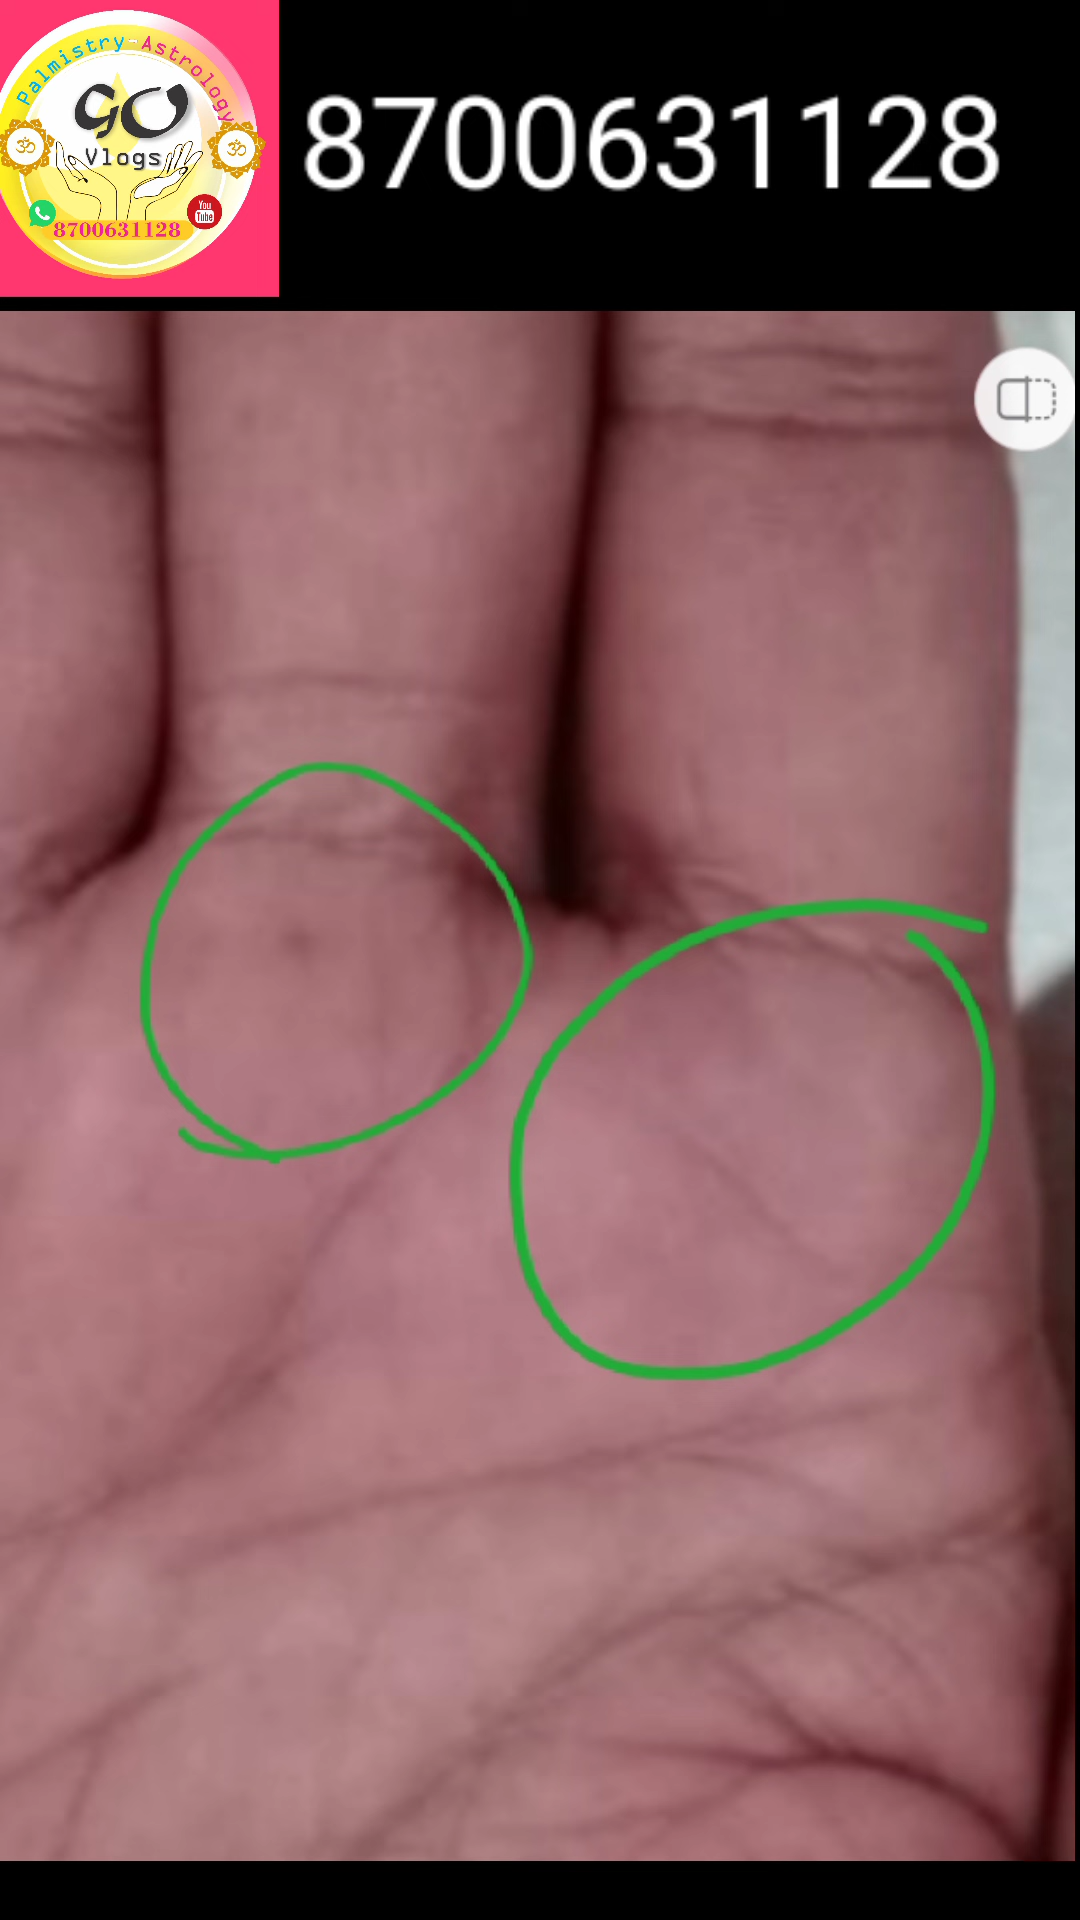 Palmistry-Astrology
GO
Vlogs
ॐ
ॐ
You
Tube
8700631128
8700631128